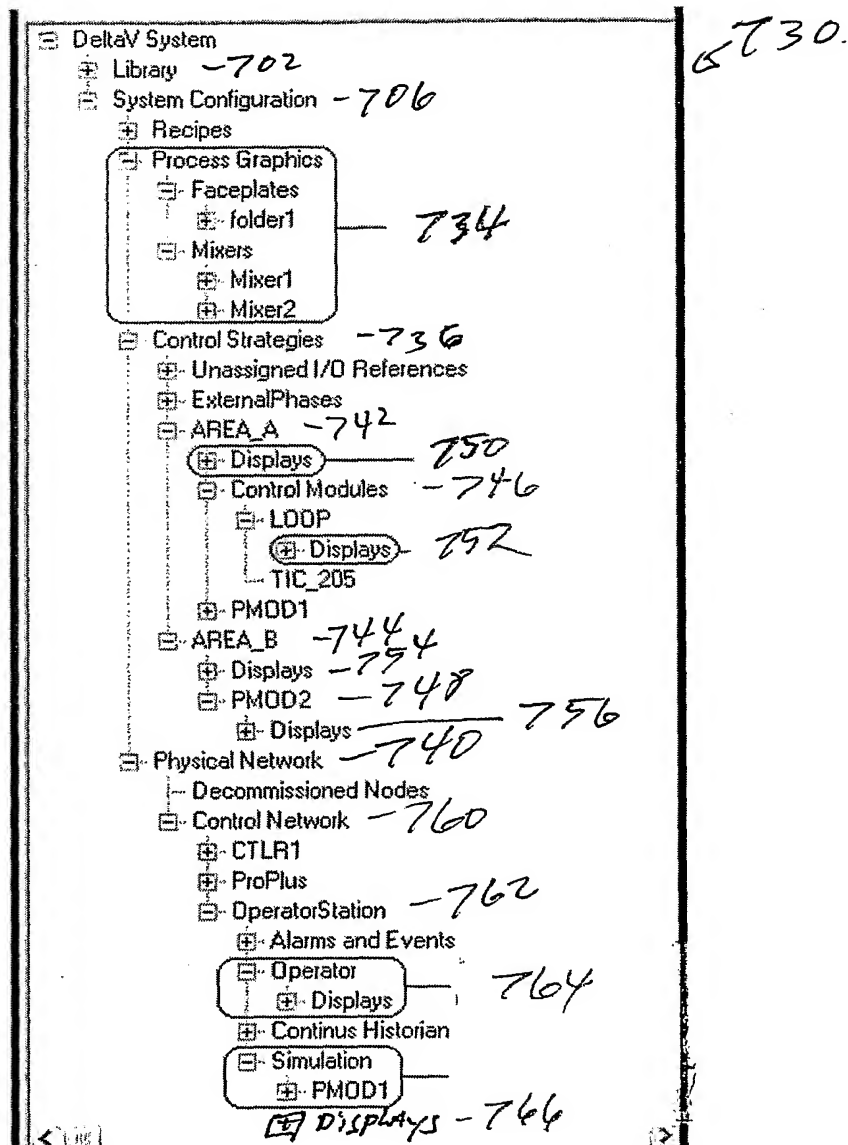 DeltaV System
730.
Library -702
System Configuration -706
Recipes
Process Graphics
Faceplates
folder1
734
Mixers
Mixer1
Mixer2
Control Strategies -736
Unassigned I/O References
ExternalPhases
AREA_A -742
Displays 750
Control Modules -746
LOOP
Displays 752
TIC_205
PMOD1
AREA_B -744
Displays -754
PMOD2 -748
Displays 756
Physical Network -740
Decommissioned Nodes
Control Network -760
CTLR1
ProPlus
OperatorStation -762
Alarms and Events
Operator
764
Displays
Continus Historian
Simulation
PMOD1
DISPLAYS -766